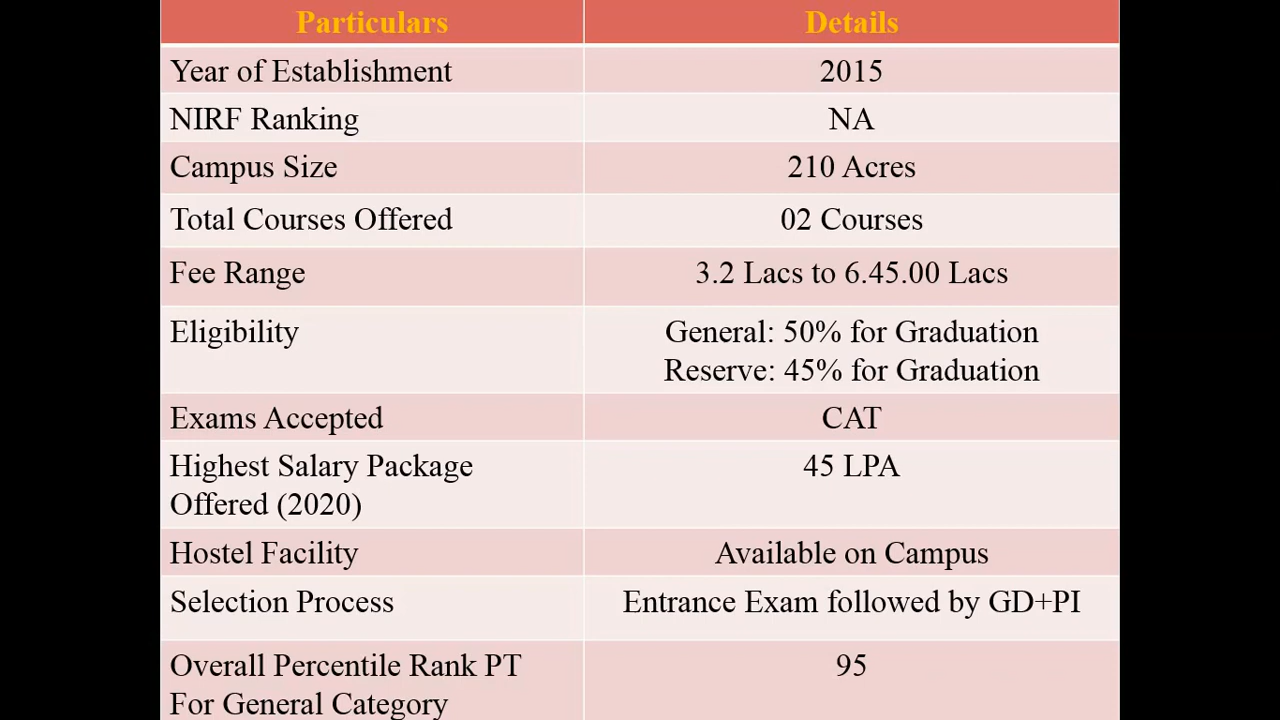 Particulars Details
Year of Establishment 2015
NIRF Ranking NA
Campus Size 210 Acres
Total Courses Offered 02 Courses
Fee Range 3.2 Lacs to 6.45.00 Lacs
Eligibility General: 50% for Graduation
Reserve: 45% for Graduation
Exams Accepted CAT
Highest Salary Package 45 LPA
Offered (2020)
Hostel Facility Available on Campus
Selection Process Entrance Exam followed by GD+PI
Overall Percentile Rank PT 95
For General Category